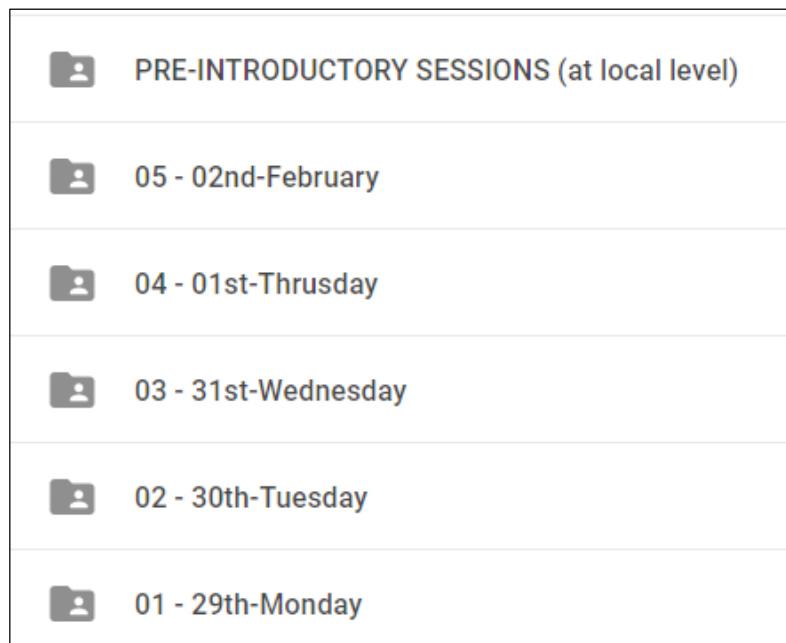 PRE-INTRODUCTORY SESSIONS (at local level)
05 - 02nd-February
04 - 01st-Thrusday
03 - 31st-Wednesday
02 - 30th-Tuesday
01 - 29th-Monday